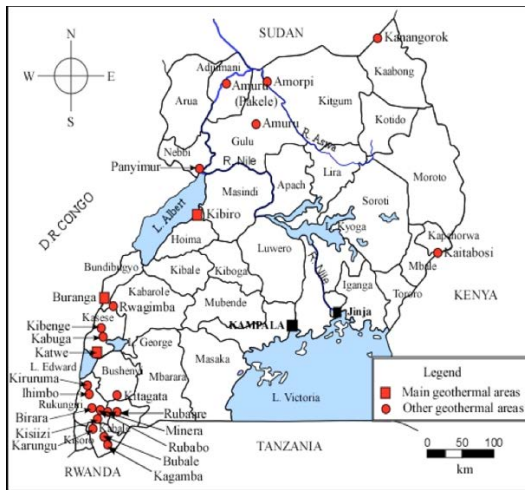 SUDAN
Kanangorok
N
W E
S
Adjumani
Amorpi
Kaabong
Arua
Amuru
(Pakele)
Kitgum
Kotido
Amuru
R. Aswa
Gulu
Nebbi
Panyimur
R. Nile
Moroto
Masindi
Apach
Lira
L. Albert
Soroti
D.R CONGO
Kibiro
Kyoga
Kapchorwa
Hoima
Luwero
Mbale
Kaitabosi
Bundibugyo
Kibale
Kiboga
R. Nile
Iganga
Tororo
Buranga
Kabarole
Rwagimba
Mubende
KENYA
Kasese
Kibenge
Kabuga
KAMPALA
Jinja
Katwe
L. George
Masaka
L. Edward
Bushenyi
Mbarara
Kiruruma
Ihimbo
Kitagata
L. Victoria
Rukungiri
Birara
Rubaare
Minera
Kisiizi
Kabala
Rubabo
Karungu
Kisoro
Bubale
RWANDA
Kagamba
TANZANIA
Legend
Main geothermal areas
Other geothermal areas
0 50 100
km